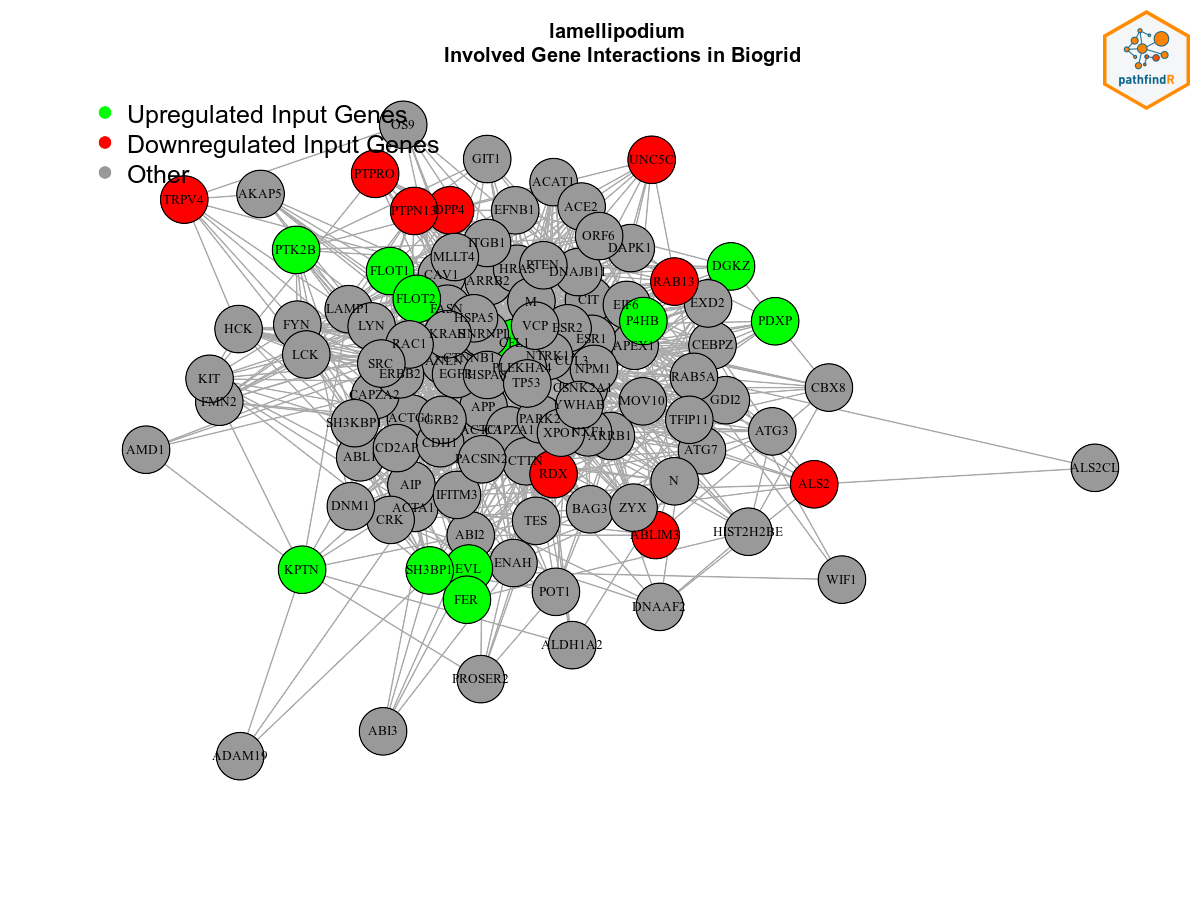 lamellipodium
Involved Gene Interactions in Biogrid
pathfindR
Upregulated Input Genes
Downregulated Input Genes
Other
OS9
GIT1
UNC5C
PTPRO
TRPV4
AKAP5
ACAT1
PTPN13
DPP4
EFNB1
ACE2
ORF6
DAPK1
PTK2B
ITGB1
MLLT4
FLOT1
CAV1
HRAS
PTEN
DNAJB11
DGKZ
RAB13
ARRB2
FLOT2
FASN
M
CIT
EIF6
EXD2
LAMP1
HSPA5
P4HB
PDXP
HCK
FYN
LYN
KRAS
HNRNPL
VCP
ESR2
ESR1
CFL1
RAC1
APEX1
CEBPZ
LCK
SRC
ANLN
CTNNB1
NTRK1
CUL3
PLEKHA4
NPM1
KIT
ERBB2
EGFR
HSPA8
TP53
CSNK2A1
RAB5A
CBX8
FMN2
CAPZA2
APP
YWHAE
MOV10
GDI2
SH3KBP1
ACTG1
GRB2
ACTC1
CAPZA1
PARK2
XPO1
NXF1
ARRB1
TFIP11
ATG3
AMD1
ABL1
CD2AP
CDH1
PACSIN2
CTTN
ATG7
RDX
ALS2CL
AIP
IFITM3
N
ALS2
DNM1
CRK
ACTA1
TES
BAG3
ZYX
ABLIM3
HIST2H2BE
ABI2
KPTN
SH3BP1
EVL
ENAH
WIF1
FER
POT1
DNAAF2
ALDH1A2
PROSER2
ABI3
ADAM19